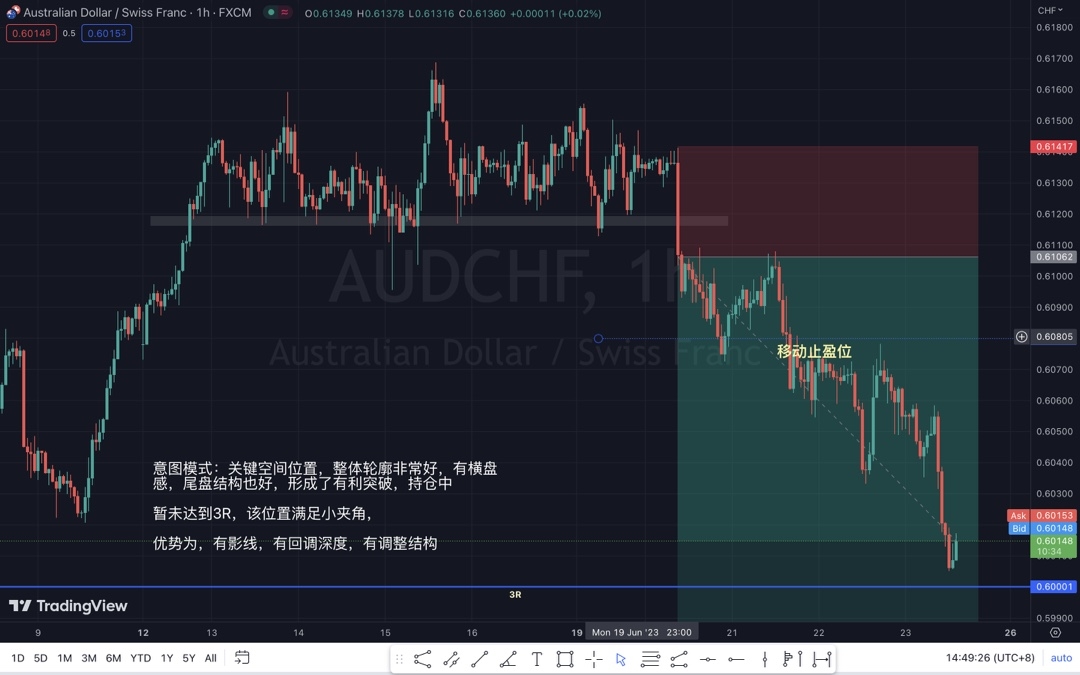 Australian Dollar / Swiss Franc · 1h · FXCM O0.61349 H0.61378 L0.61316 C0.61360 +0.00011 (+0.02%)
CHF
0.60148 0.5 0.60153
0.61800
0.61700
0.61600
0.61500
0.61417
0.61300
0.61200
0.61100
0.61062
0.61000
0.60900
0.60805
0.60700
0.60600
0.60500
0.60400
0.60300
Ask 0.60153
Bid 0.60148
0.60148
10:34
0.60001
0.59900
AUDCHF, 1h
Australian Dollar / Swiss Franc
移动止盈位
意图模式：关键空间位置，整体轮廓非常好，有横盘
感，尾盘结构也好，形成了有利突破，持仓中
暂未达到3R，该位置满足小夹角，
优势为，有影线，有回调深度，有调整结构
3R
TradingView
9 12 13 14 15 16 19 Mon 19 Jun '23 23:00 21 22 23 26
1D 5D 1M 3M 6M YTD 1Y 5Y All
14:49:26 (UTC+8) auto